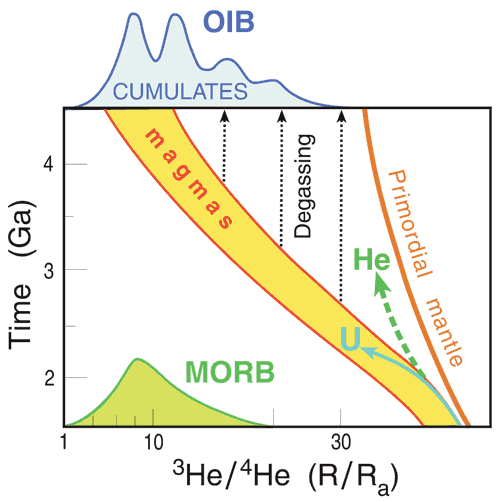 OIB
CUMULATES
magmas
Degassing
Primordial mantle
He
U
MORB
Time (Ga)
4
3
2
1
10
30
³He/⁴He (R/Rₐ)